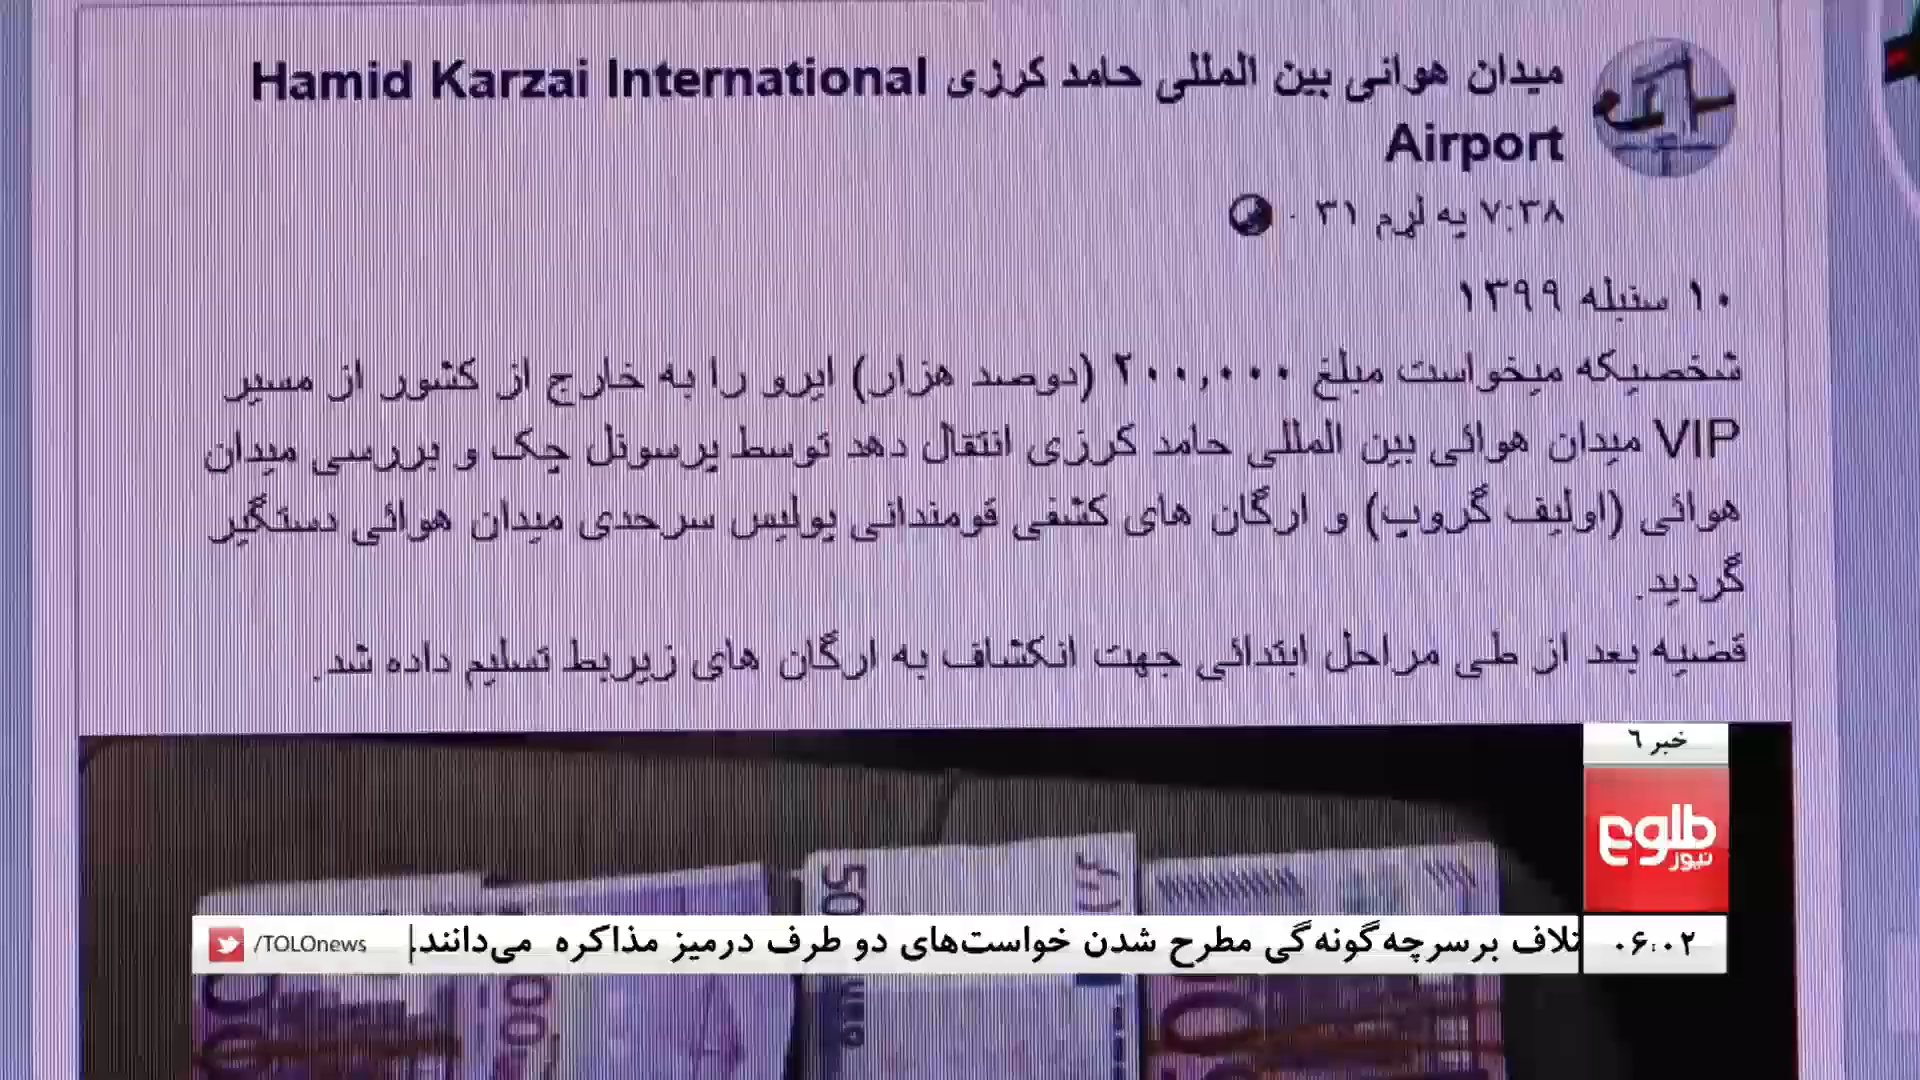 میدان هوائی بین المللی حامد کرزی Hamid Karzai International
Airport
۷:۳۸ په لړم ۳۱ ·
۱۰ سنبله ۱۳۹۹
شخصیکه میخواست مبلغ ۲۰۰,۰۰۰ (دوصد هزار) ایرو را به خارج از کشور از مسیر
VIP میدان هوائی بین المللی حامد کرزی انتقال دهد توسط پرسونل چک و بررسی میدان
هوائی (اولیف گروپ) و ارگان های کشفی قومندانی پولیس سرحدی میدان هوائی دستگیر
گردید.
قضیه بعد از طی مراحل ابتدائی جهت انکشاف به ارگان های زیربط تسلیم داده شد.
خبر ٦
طلوع
نیوز
50
تلاف برسرچه‌گونه‌گی مطرح شدن خواست‌های دو طرف درمیز مذاکره می‌دانند.
/TOLOnews
۰۶:۰۲